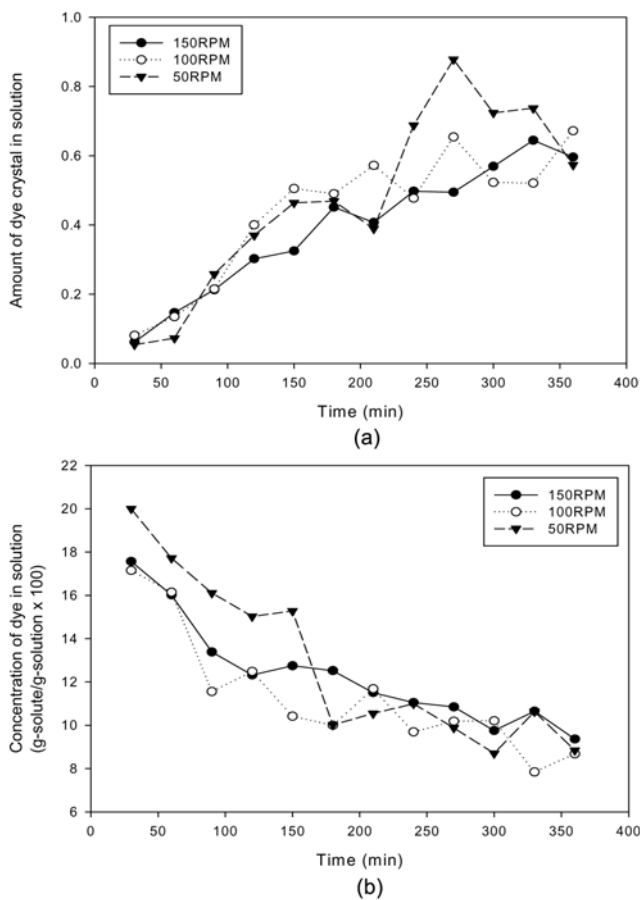 1.0
0.8
0.6
0.4
0.2
0.0
Amount of dye crystal in solution
150RPM
100RPM
50RPM
0 50 100 150 200 250 300 350 400
Time (min)
(a)
22
20
18
16
14
12
10
8
6
Concentration of dye in solution
(g-solute/g-solution x 100)
150RPM
100RPM
50RPM
0 50 100 150 200 250 300 350 400
Time (min)
(b)